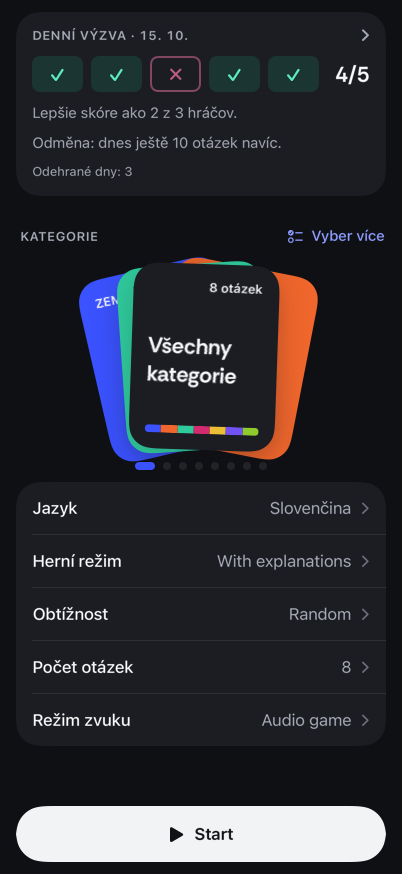 DENNÍ VÝZVA · 15. 10.
4/5
Lepšie skóre ako 2 z 3 hráčov.
Odměna: dnes ještě 10 otázek navíc.
Odehrané dny: 3
KATEGORIE
Vyber více
8 otázek
Všechny
kategorie
Jazyk
Slovenčina
Herní režim
With explanations
Obtížnost
Random
Počet otázek
8
Režim zvuku
Audio game
Start